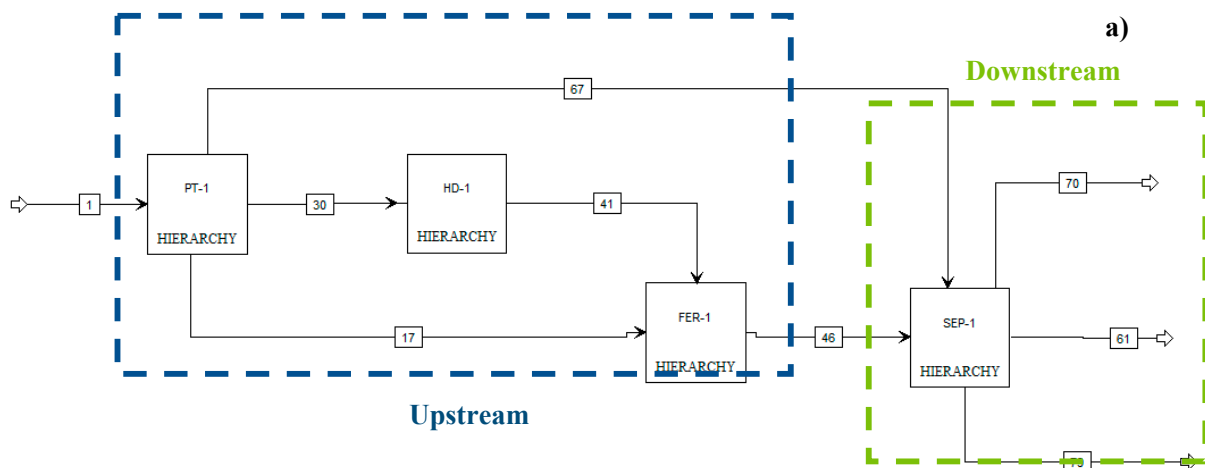 a)
Downstream
67
PT-1
HIERARCHY
HD-1
HIERARCHY
1
30
41
70
FER-1
HIERARCHY
SEP-1
HIERARCHY
17
46
61
Upstream